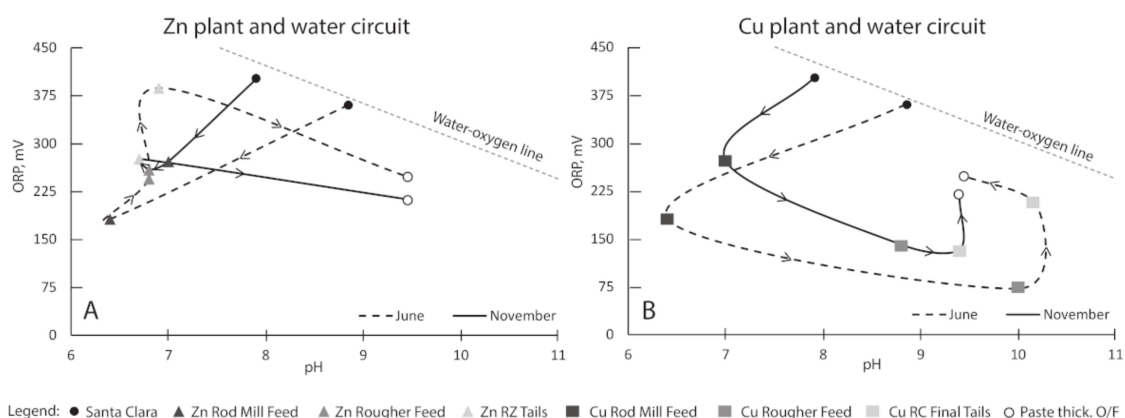 Zn plant and water circuit
450
375
300
225
150
75
0
ORP, mV
Water-oxygen line
A
June
November
6
7
8
9
10
11
pH
Cu plant and water circuit
450
375
300
225
150
75
0
ORP, mV
Water-oxygen line
B
June
November
6
7
8
9
10
11
pH
Legend: Santa Clara Zn Rod Mill Feed Zn Rougher Feed Zn RZ Tails Cu Rod Mill Feed Cu Rougher Feed Cu RC Final Tails Paste thick. O/F